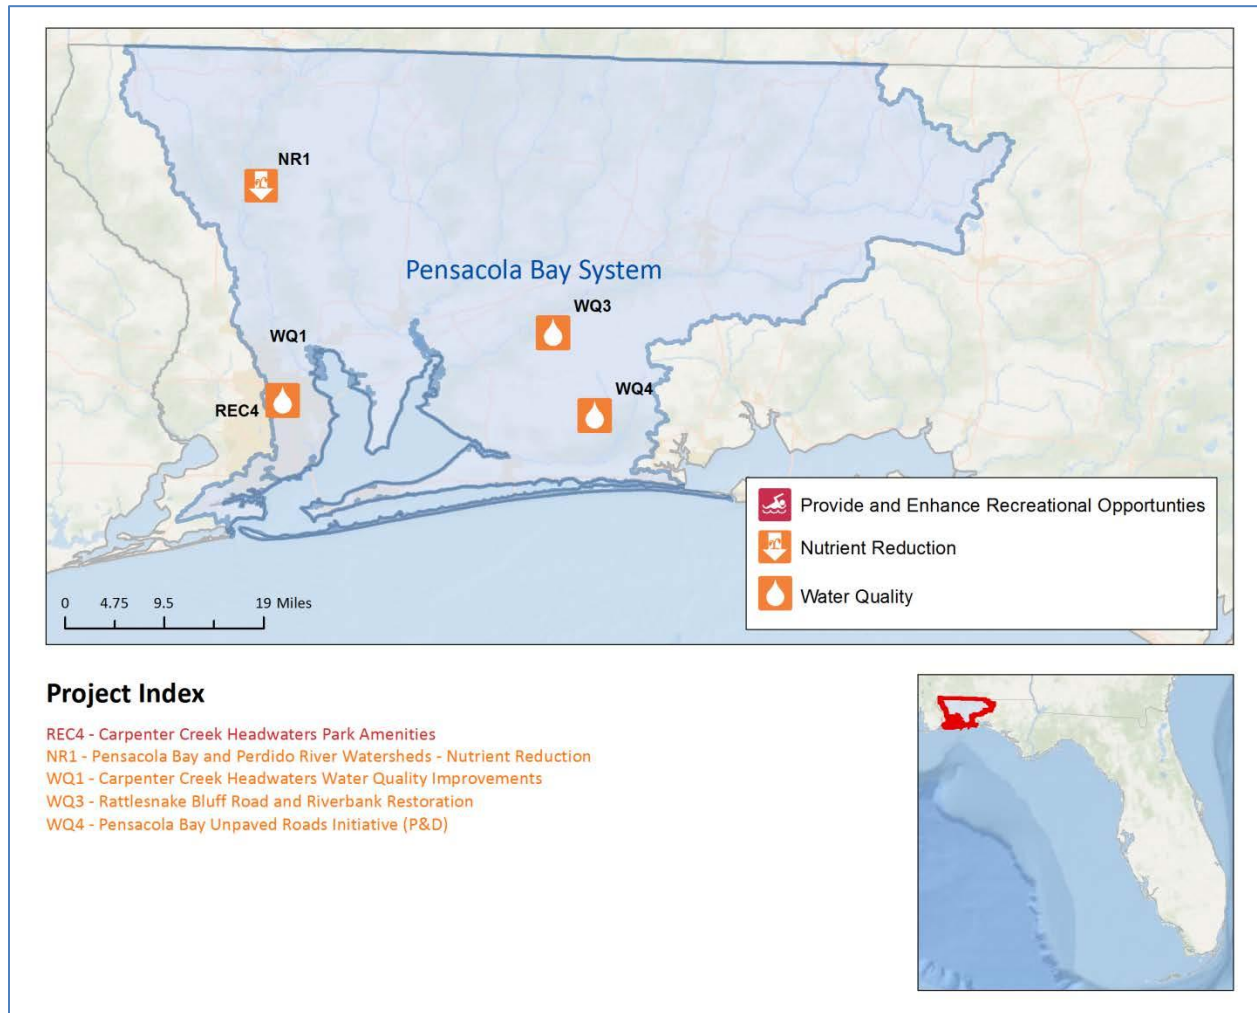 NR1
Pensacola Bay System
WQ3
WQ1
WQ4
REC4
Provide and Enhance Recreational Opportunties
Nutrient Reduction
Water Quality
0 4.75 9.5 19 Miles
Project Index
REC4 - Carpenter Creek Headwaters Park Amenities
NR1 - Pensacola Bay and Perdido River Watersheds - Nutrient Reduction
WQ1 - Carpenter Creek Headwaters Water Quality Improvements
WQ3 - Rattlesnake Bluff Road and Riverbank Restoration
WQ4 - Pensacola Bay Unpaved Roads Initiative (P&D)